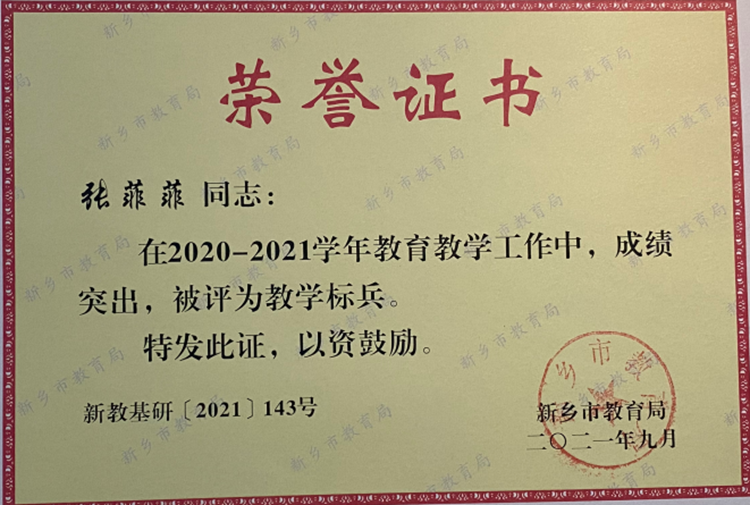 荣誉证书
张菲菲 同志：
在2020-2021学年教育教学工作中，成绩
突出，被评为教学标兵。
特发此证，以资鼓励。
新教基研〔2021〕143号
新乡市教育局
二〇二一年九月